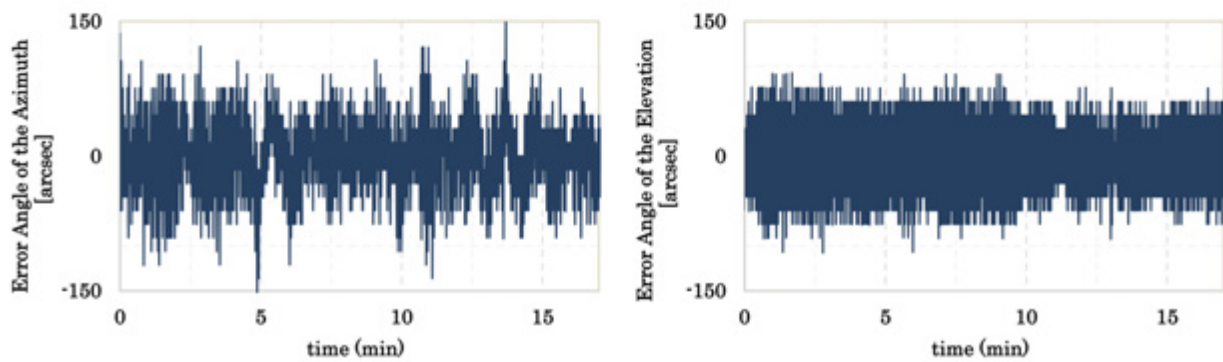 Error Angle of the Azimuth
[arcsec]
150
0
-150
0
5
10
15
time (min)
Error Angle of the Elevation
[arcsec]
150
0
-150
0
5
10
15
time (min)